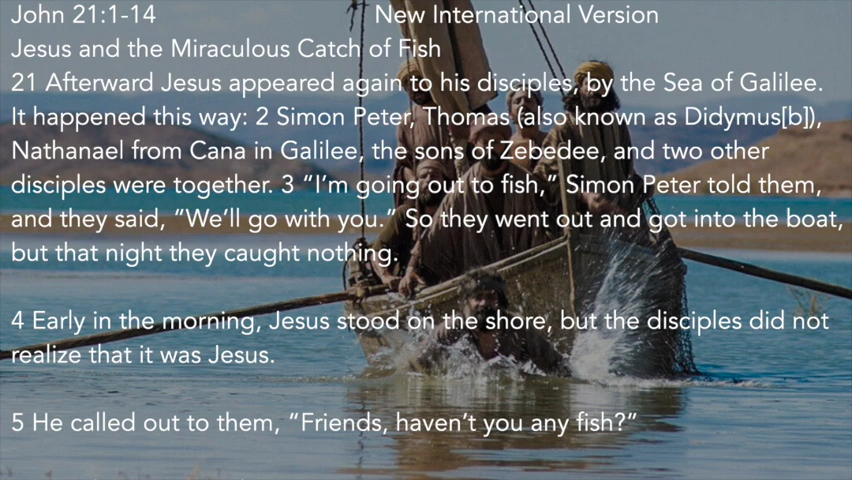 John 21:1-14 New International Version
Jesus and the Miraculous Catch of Fish
21 Afterward Jesus appeared again to his disciples, by the Sea of Galilee.
It happened this way: 2 Simon Peter, Thomas (also known as Didymus[b]),
Nathanael from Cana in Galilee, the sons of Zebedee, and two other
disciples were together. 3 “I’m going out to fish,” Simon Peter told them,
and they said, “We’ll go with you.” So they went out and got into the boat,
but that night they caught nothing.
4 Early in the morning, Jesus stood on the shore, but the disciples did not
realize that it was Jesus.
5 He called out to them, “Friends, haven’t you any fish?”